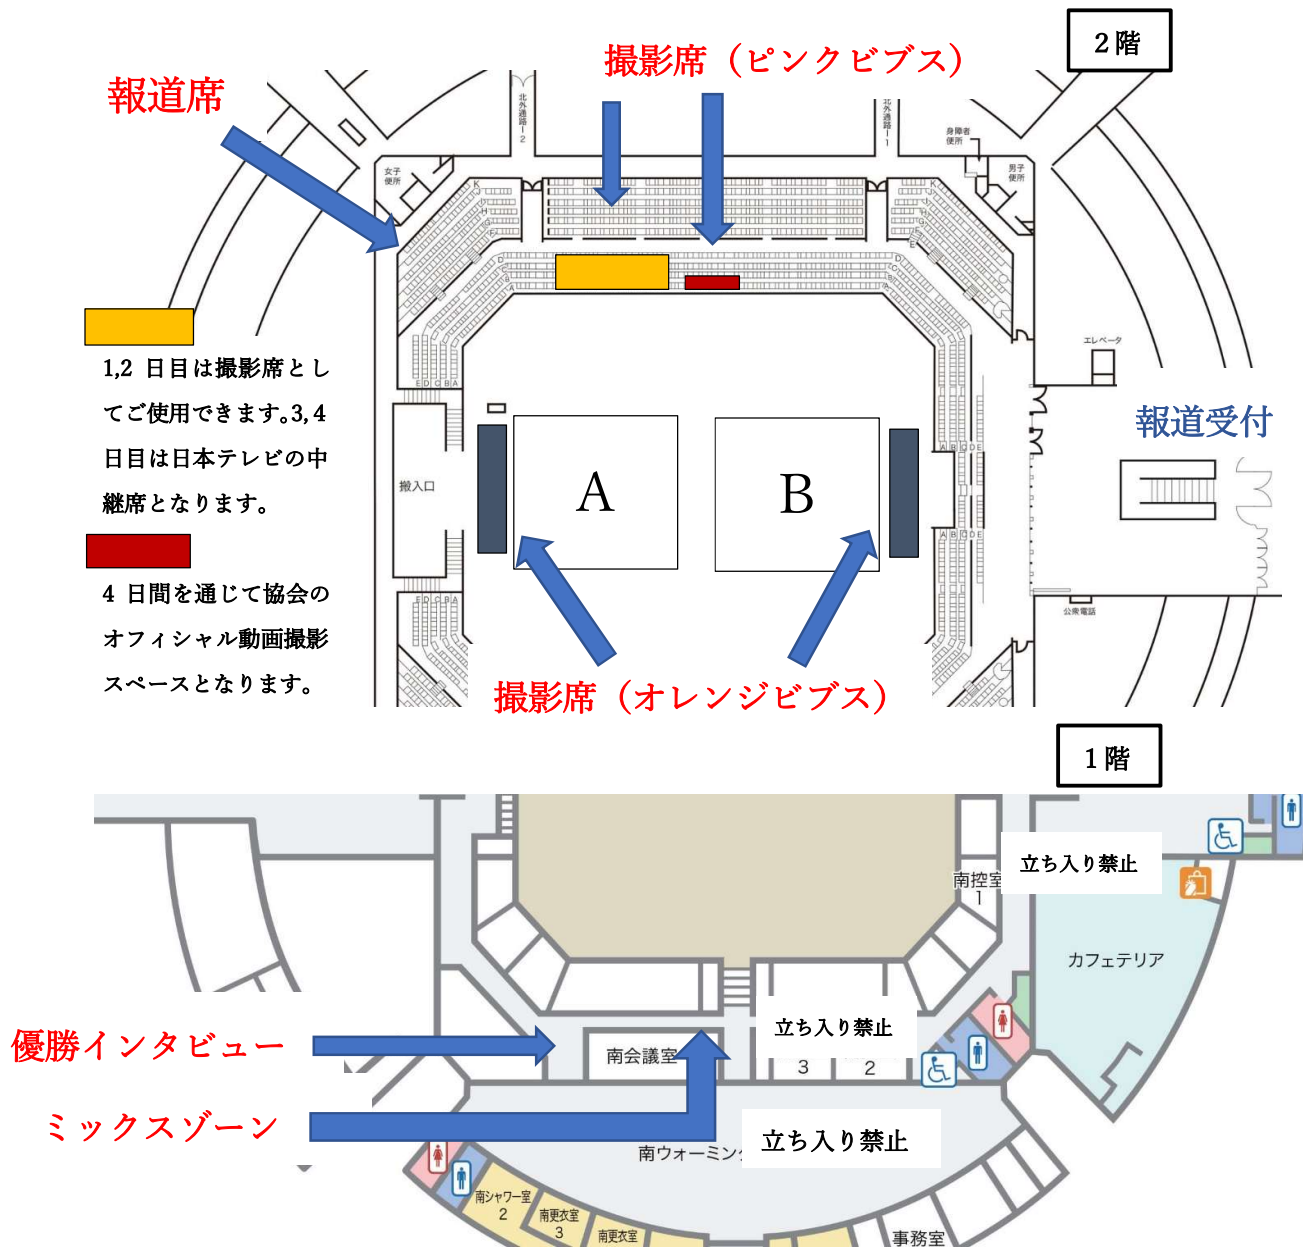 2階
撮影席（ピンクビブス）
報道席
北外通路-2
北外通路-1
身障者
便所
女子
便所
男子
便所
エレベータ
1,2 日目は撮影席とし
てご使用できます。3,4
日目は日本テレビの中
継席となります。
報道受付
搬入口
A
B
4 日間を通じて協会の
オフィシャル動画撮影
スペースとなります。
公衆電話
撮影席（オレンジビブス）
1階
立ち入り禁止
南控室
1
カフェテリア
優勝インタビュー
南会議室
立ち入り禁止
3
2
ミックスゾーン
立ち入り禁止
南ウォーミン
南シャワー室
2
南更衣室
3
南更衣室
事務室